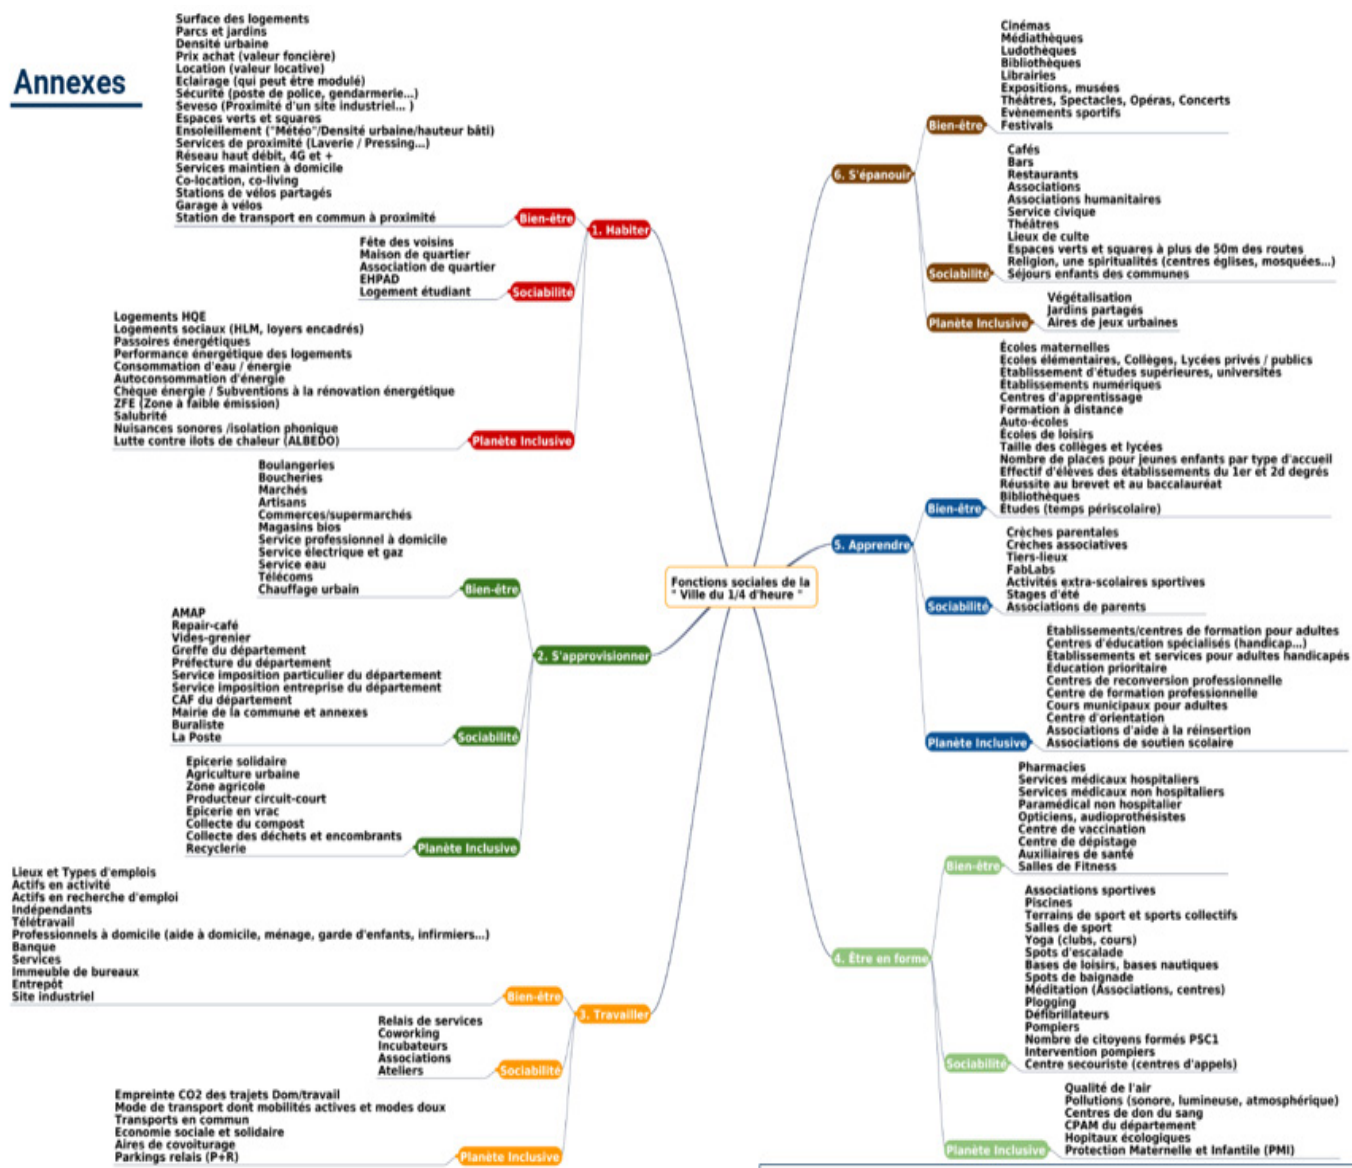 Annexes
Fonctions sociales de la
" Ville du 1/4 d'heure "
1. Habiter
Bien-être
Surface des logements
Parcs et jardins
Densité urbaine
Prix achat (valeur foncière)
Location (valeur locative)
Eclairage (qui peut être modulé)
Sécurité (poste de police, gendarmerie...)
Seveso (Proximité d'un site industriel... )
Espaces verts et squares
Ensoleillement ("Météo"/Densité urbaine/hauteur bâti)
Services de proximité (Laverie / Pressing...)
Réseau haut débit, 4G et +
Services maintien à domicile
Co-location, co-living
Stations de vélos partagés
Garage à vélos
Station de transport en commun à proximité
Sociabilité
Fête des voisins
Maison de quartier
Association de quartier
EHPAD
Logement étudiant
Planète Inclusive
Logements HQE
Logements sociaux (HLM, loyers encadrés)
Passoires énergétiques
Performance énergétique des logements
Consommation d'eau / énergie
Autoconsommation d'énergie
Chèque énergie / Subventions à la rénovation énergétique
ZFE (Zone à faible émission)
Salubrité
Nuisances sonores /isolation phonique
Lutte contre ilots de chaleur (ALBEDO)
2. S'approvisionner
Bien-être
Boulangeries
Boucheries
Marchés
Artisans
Commerces/supermarchés
Magasins bios
Service professionnel à domicile
Service électrique et gaz
Service eau
Télécoms
Chauffage urbain
Sociabilité
AMAP
Repair-café
Vides-grenier
Greffe du département
Préfecture du département
Service imposition particulier du département
Service imposition entreprise du département
CAF du département
Mairie de la commune et annexes
Buraliste
La Poste
Planète Inclusive
Epicerie solidaire
Agriculture urbaine
Zone agricole
Producteur circuit-court
Epicerie en vrac
Collecte du compost
Collecte des déchets et encombrants
Recyclerie
3. Travailler
Bien-être
Lieux et Types d'emplois
Actifs en activité
Actifs en recherche d'emploi
Indépendants
Télétravail
Professionnels à domicile (aide à domicile, ménage, garde d'enfants, infirmiers...)
Banque
Services
Immeuble de bureaux
Entrepôt
Site industriel
Sociabilité
Relais de services
Coworking
Incubateurs
Associations
Ateliers
Planète Inclusive
Empreinte CO2 des trajets Dom/travail
Mode de transport dont mobilités actives et modes doux
Transports en commun
Economie sociale et solidaire
Aires de covoiturage
Parkings relais (P+R)
6. S'épanouir
Bien-être
Cinémas
Médiathèques
Ludothèques
Bibliothèques
Librairies
Expositions, musées
Théâtres, Spectacles, Opéras, Concerts
Evènements sportifs
Festivals
Sociabilité
Cafés
Bars
Restaurants
Associations
Associations humanitaires
Service civique
Théâtres
Lieux de culte
Espaces verts et squares à plus de 50m des routes
Religion, une spiritualités (centres églises, mosquées...)
Séjours enfants des communes
Planète Inclusive
Végétalisation
Jardins partagés
Aires de jeux urbaines
5. Apprendre
Bien-être
Écoles maternelles
Ecoles élémentaires, Collèges, Lycées privés / publics
Etablissement d'études supérieures, universités
Établissements numériques
Centres d'apprentissage
Formation à distance
Auto-écoles
Écoles de loisirs
Taille des collèges et lycées
Nombre de places pour jeunes enfants par type d'accueil
Effectif d'élèves des établissements du 1er et 2d degrés
Réussite au brevet et au baccalauréat
Bibliothèques
Études (temps périscolaire)
Sociabilité
Crèches parentales
Crèches associatives
Tiers-lieux
FabLabs
Activités extra-scolaires sportives
Stages d'été
Associations de parents
Planète Inclusive
Établissements/centres de formation pour adultes
Centres d'éducation spécialisés (handicap...)
Établissements et services pour adultes handicapés
Éducation prioritaire
Centres de reconversion professionnelle
Centre de formation professionnelle
Cours municipaux pour adultes
Centre d'orientation
Associations d'aide à la réinsertion
Associations de soutien scolaire
4. Être en forme
Bien-être
Pharmacies
Services médicaux hospitaliers
Services médicaux non hospitaliers
Paramédical non hospitalier
Opticiens, audioprothésistes
Centre de vaccination
Centre de dépistage
Auxiliaires de santé
Salles de Fitness
Sociabilité
Associations sportives
Piscines
Terrains de sport et sports collectifs
Salles de sport
Yoga (clubs, cours)
Spots d'escalade
Bases de loisirs, bases nautiques
Spots de baignade
Méditation (Associations, centres)
Plogging
Défibrillateurs
Pompiers
Nombre de citoyens formés PSC1
Intervention pompiers
Centre secouriste (centres d'appels)
Planète Inclusive
Qualité de l'air
Pollutions (sonore, lumineuse, atmosphérique)
Centres de don du sang
CPAM du département
Hopitaux écologiques
Protection Maternelle et Infantile (PMI)